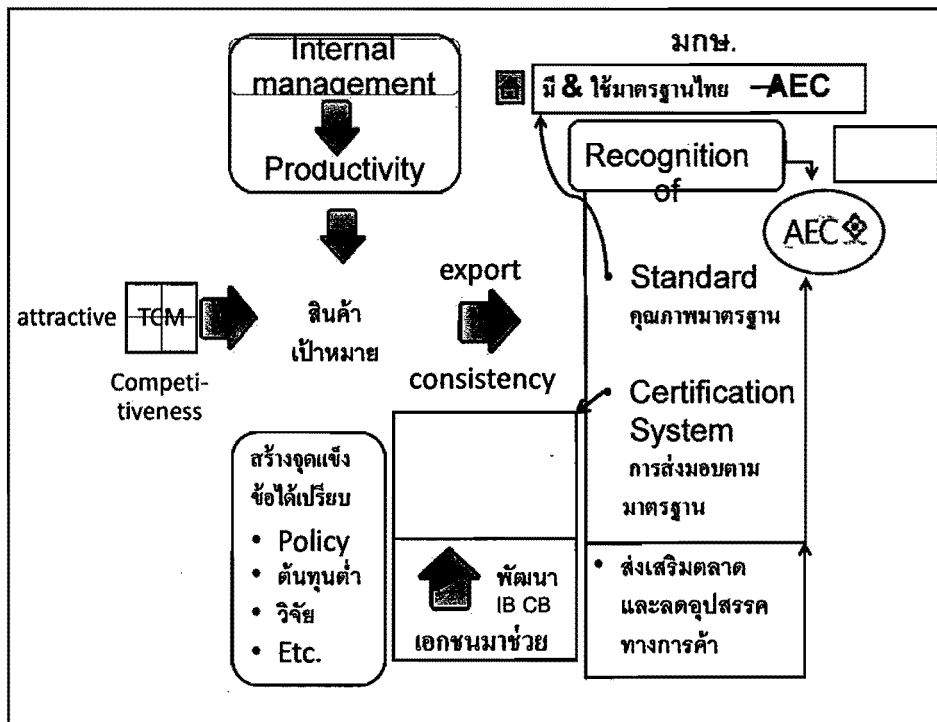 Internal
management
Productivity
มกษ.
มี & ใช้มาตรฐานไทย –AEC
Recognition
of
AEC
attractive
TCM
Competi-
tiveness
สินค้า
เป้าหมาย
export
consistency
• Standard
คุณภาพมาตรฐาน
• Certification
System
การส่งมอบตาม
มาตรฐาน
สร้างจุดแข็ง
ข้อได้เปรียบ
• Policy
• ต้นทุนต่ำ
• วิจัย
• Etc.
พัฒนา
IB CB
เอกชนมาช่วย
• ส่งเสริมตลาด
และลดอุปสรรค
ทางการค้า